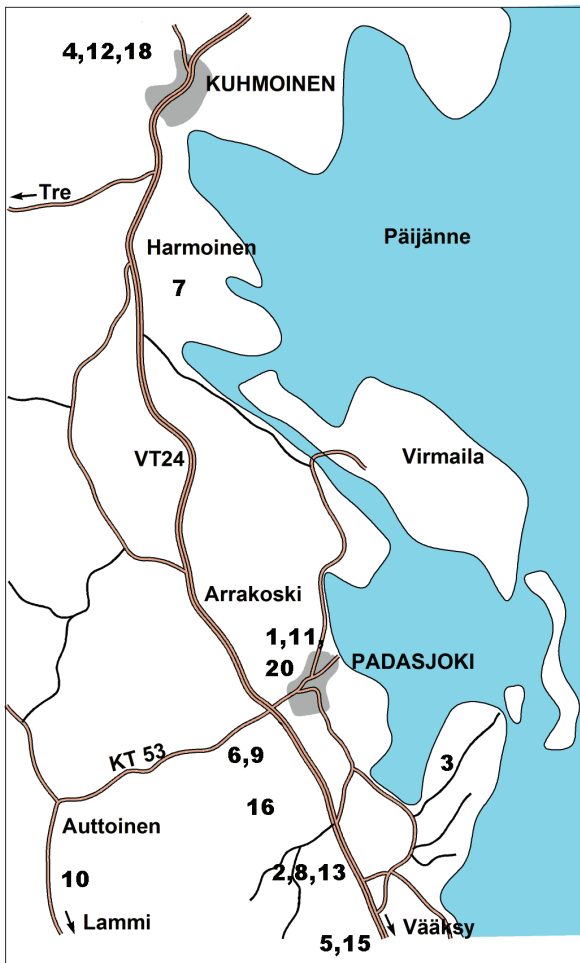 4,12,18
KUHMOINEN
Tre
Päijänne
Harmoinen
7
VT24
Virmaila
Arrakoski
1,11,
20
PADASJOKI
KT 53
6,9
3
16
Auttoinen
10
2,8,13
Lammi
Vääksy
5,15